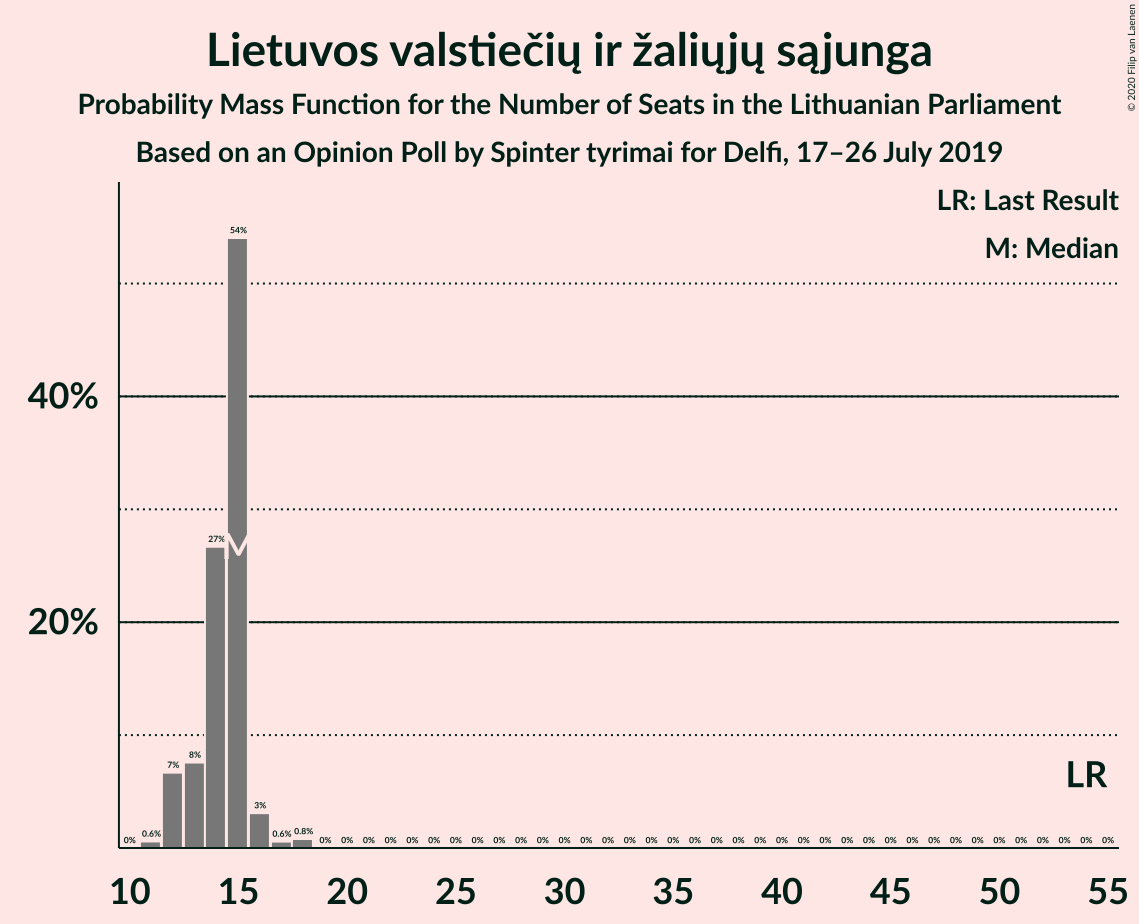 Lietuvos valstiečių ir žaliųjų sąjunga
Probability Mass Function for the Number of Seats in the Lithuanian Parliament
Based on an Opinion Poll by Spinter tyrimai for Delfi, 17–26 July 2019
© 2020 Filip van Laenen
LR: Last Result
M: Median
54%
40%
27%
M
20%
LR
8%
7%
3%
0% 0.6% 0.6% 0.8% 0% 0% 0% 0% 0% 0% 0% 0% 0% 0% 0% 0% 0% 0% 0% 0% 0% 0% 0% 0% 0% 0% 0% 0% 0% 0% 0% 0% 0% 0% 0% 0% 0% 0% 0% 0% 0%
10 15 20 25 30 35 40 45 50 55